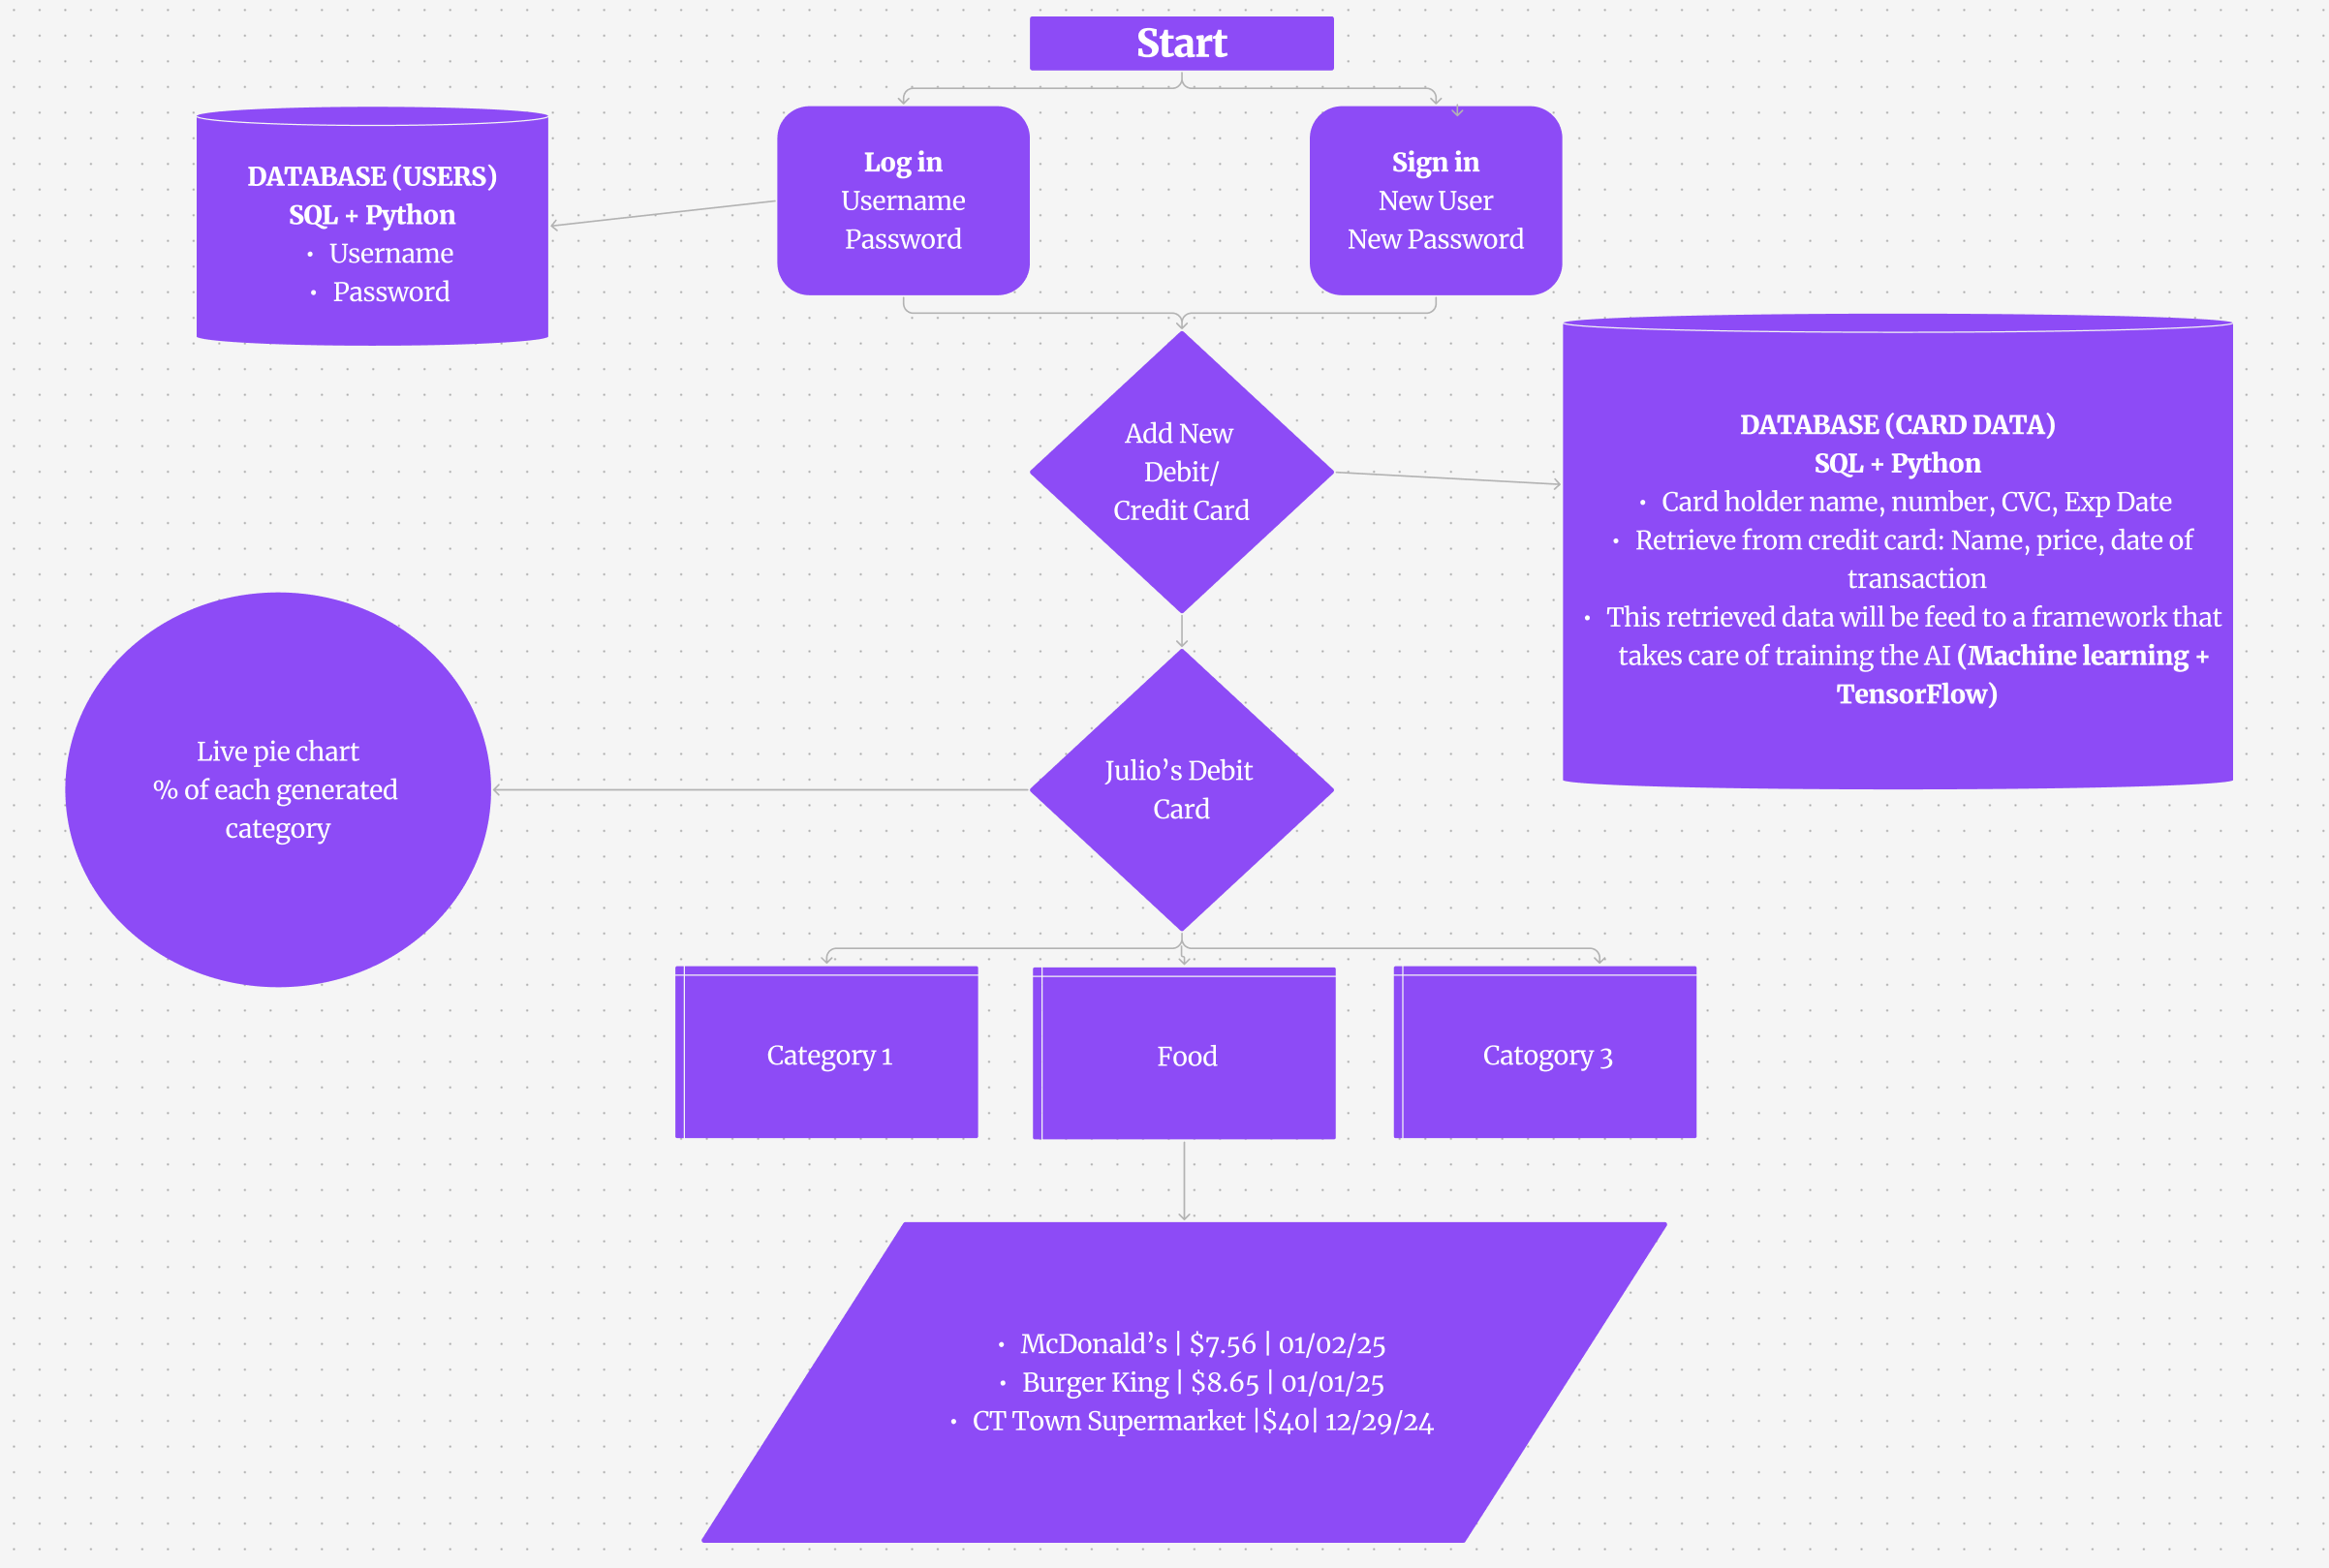 Start
Log in
Username
Password
Sign in
New User
New Password
DATABASE (USERS)
SQL + Python
• Username
• Password
Add New
Debit/
Credit Card
DATABASE (CARD DATA)
SQL + Python
• Card holder name, number, CVC, Exp Date
• Retrieve from credit card: Name, price, date of
transaction
• This retrieved data will be feed to a framework that
takes care of training the AI (Machine learning +
TensorFlow)
Live pie chart
% of each generated
category
Julio’s Debit
Card
Category 1
Food
Catogory 3
• McDonald’s | $7.56 | 01/02/25
• Burger King | $8.65 | 01/01/25
• CT Town Supermarket |$40| 12/29/24